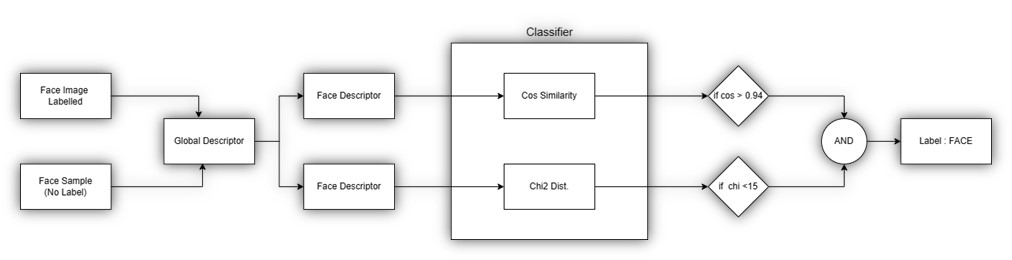 Classifier
Face Image
Labelled
Face Descriptor
Cos Similarity
if cos > 0.94
Global Descriptor
AND
Label : FACE
Face Sample
(No Label)
Face Descriptor
Chi2 Dist.
if chi <15